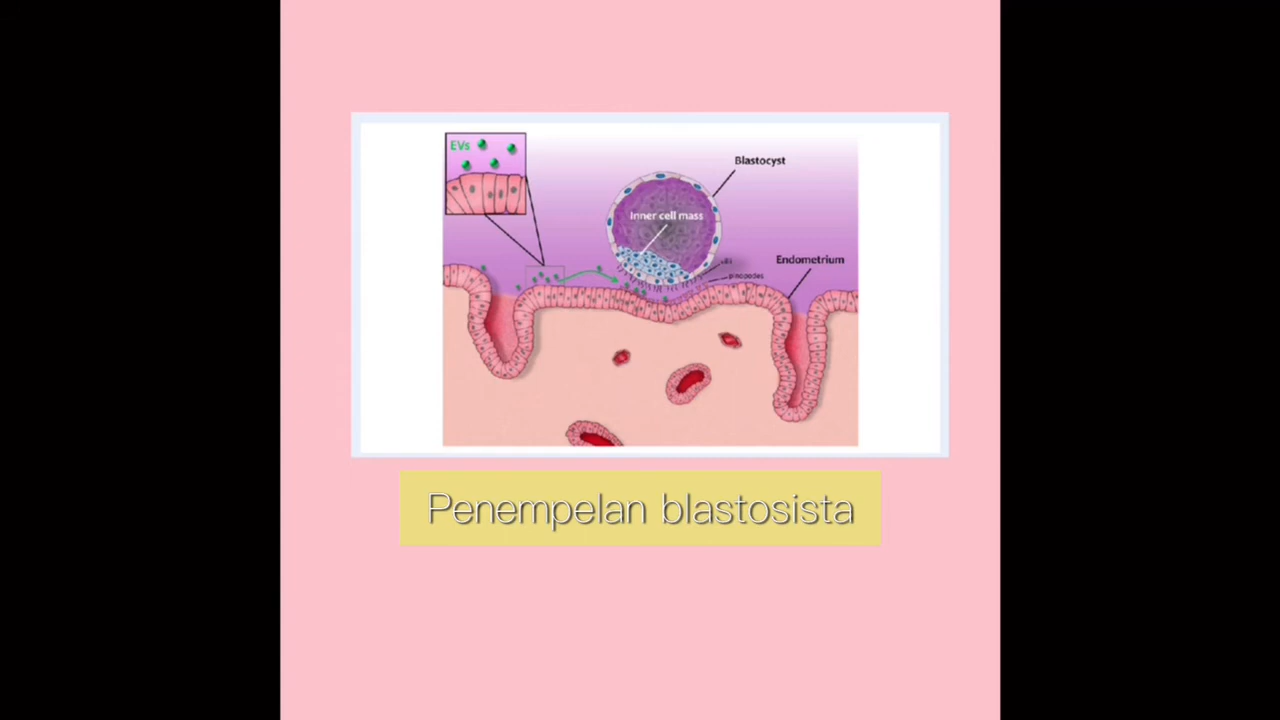 EVs
Blastocyst
Inner cell mass
Endometrium
pinopodes
Penempelan blastosista